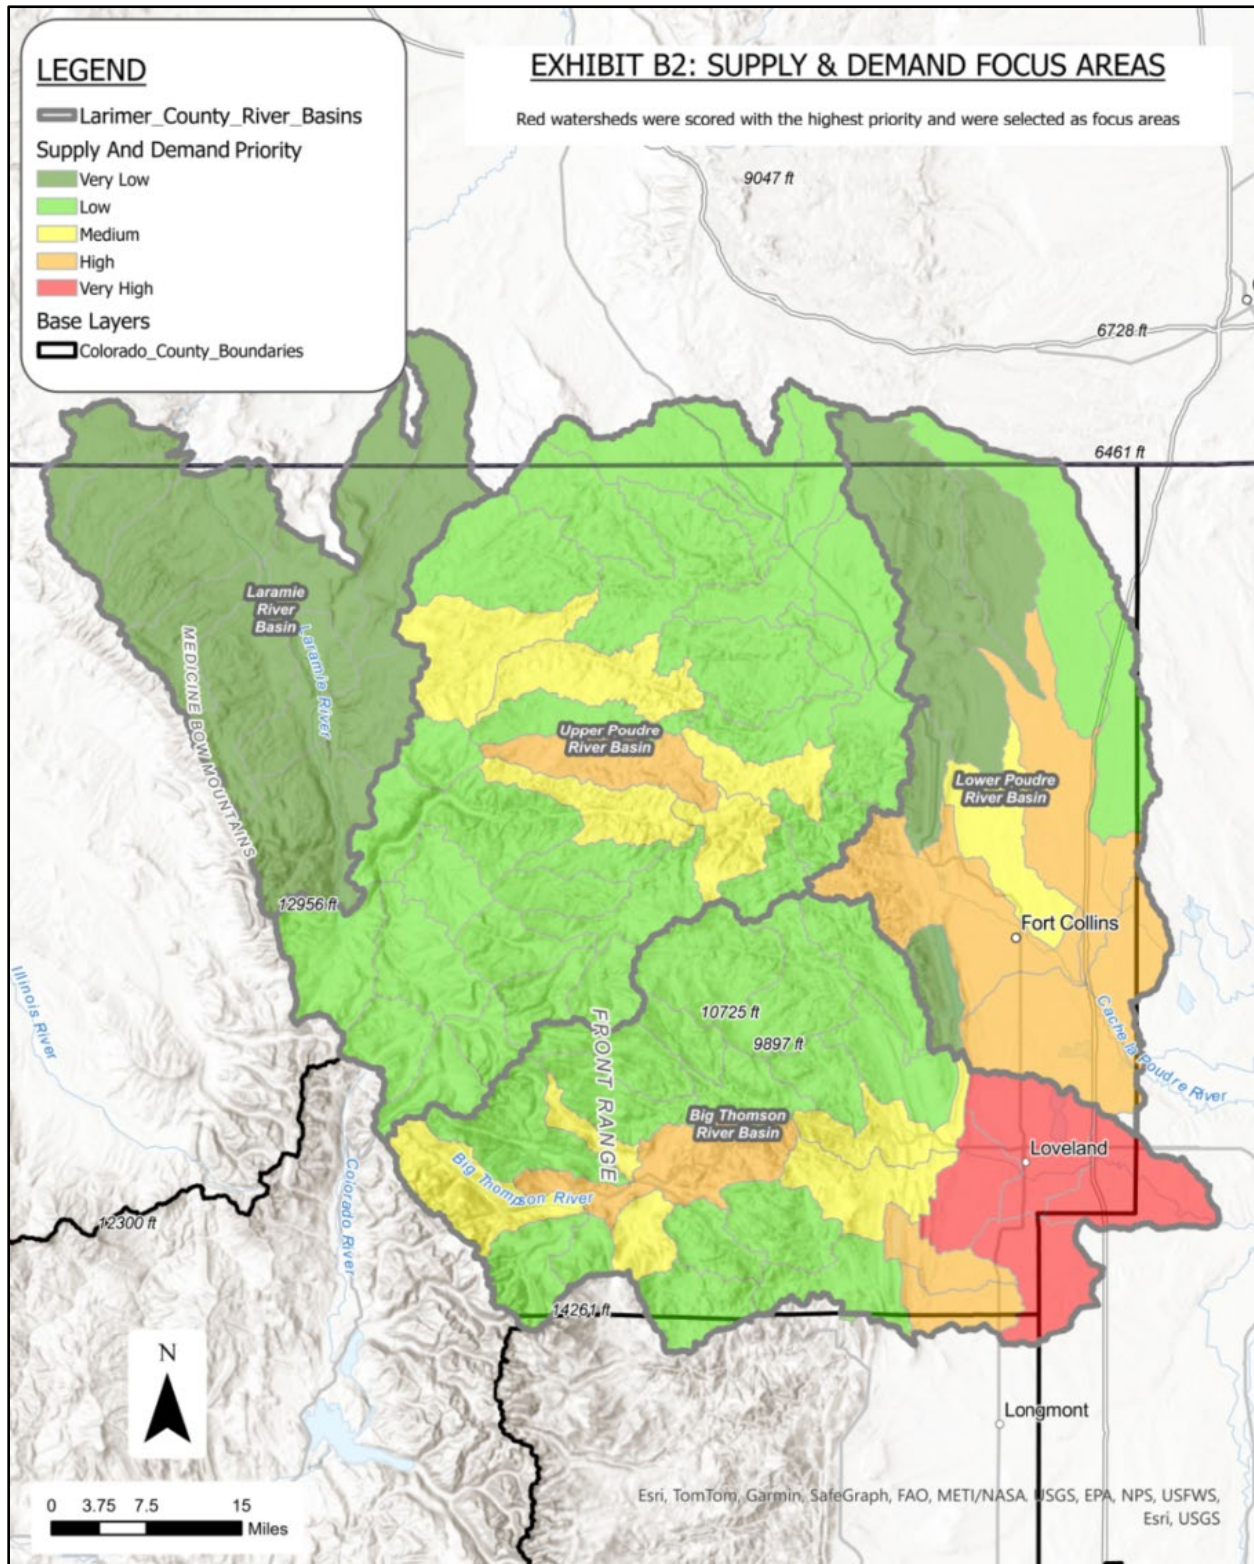 LEGEND
Larimer_County_River_Basins
Supply And Demand Priority
Very Low
Low
Medium
High
Very High
Base Layers
Colorado_County_Boundaries
EXHIBIT B2: SUPPLY & DEMAND FOCUS AREAS
Red watersheds were scored with the highest priority and were selected as focus areas
9047 ft
6728 ft
6461 ft
Laramie
River
Basin
Laramie River
MEDICINE BOW MOUNTAINS
Upper Poudre
River Basin
Lower Poudre
River Basin
12956 ft
Fort Collins
Illinois River
10725 ft
9897 ft
FRONT RANGE
Cache la Poudre River
Big Thomson
River Basin
Loveland
Big Thompson River
Colorado River
12300 ft
14261 ft
N
Longmont
0 3.75 7.5 15
Miles
Esri, TomTom, Garmin, SafeGraph, FAO, METI/NASA, USGS, EPA, NPS, USFWS,
Esri, USGS